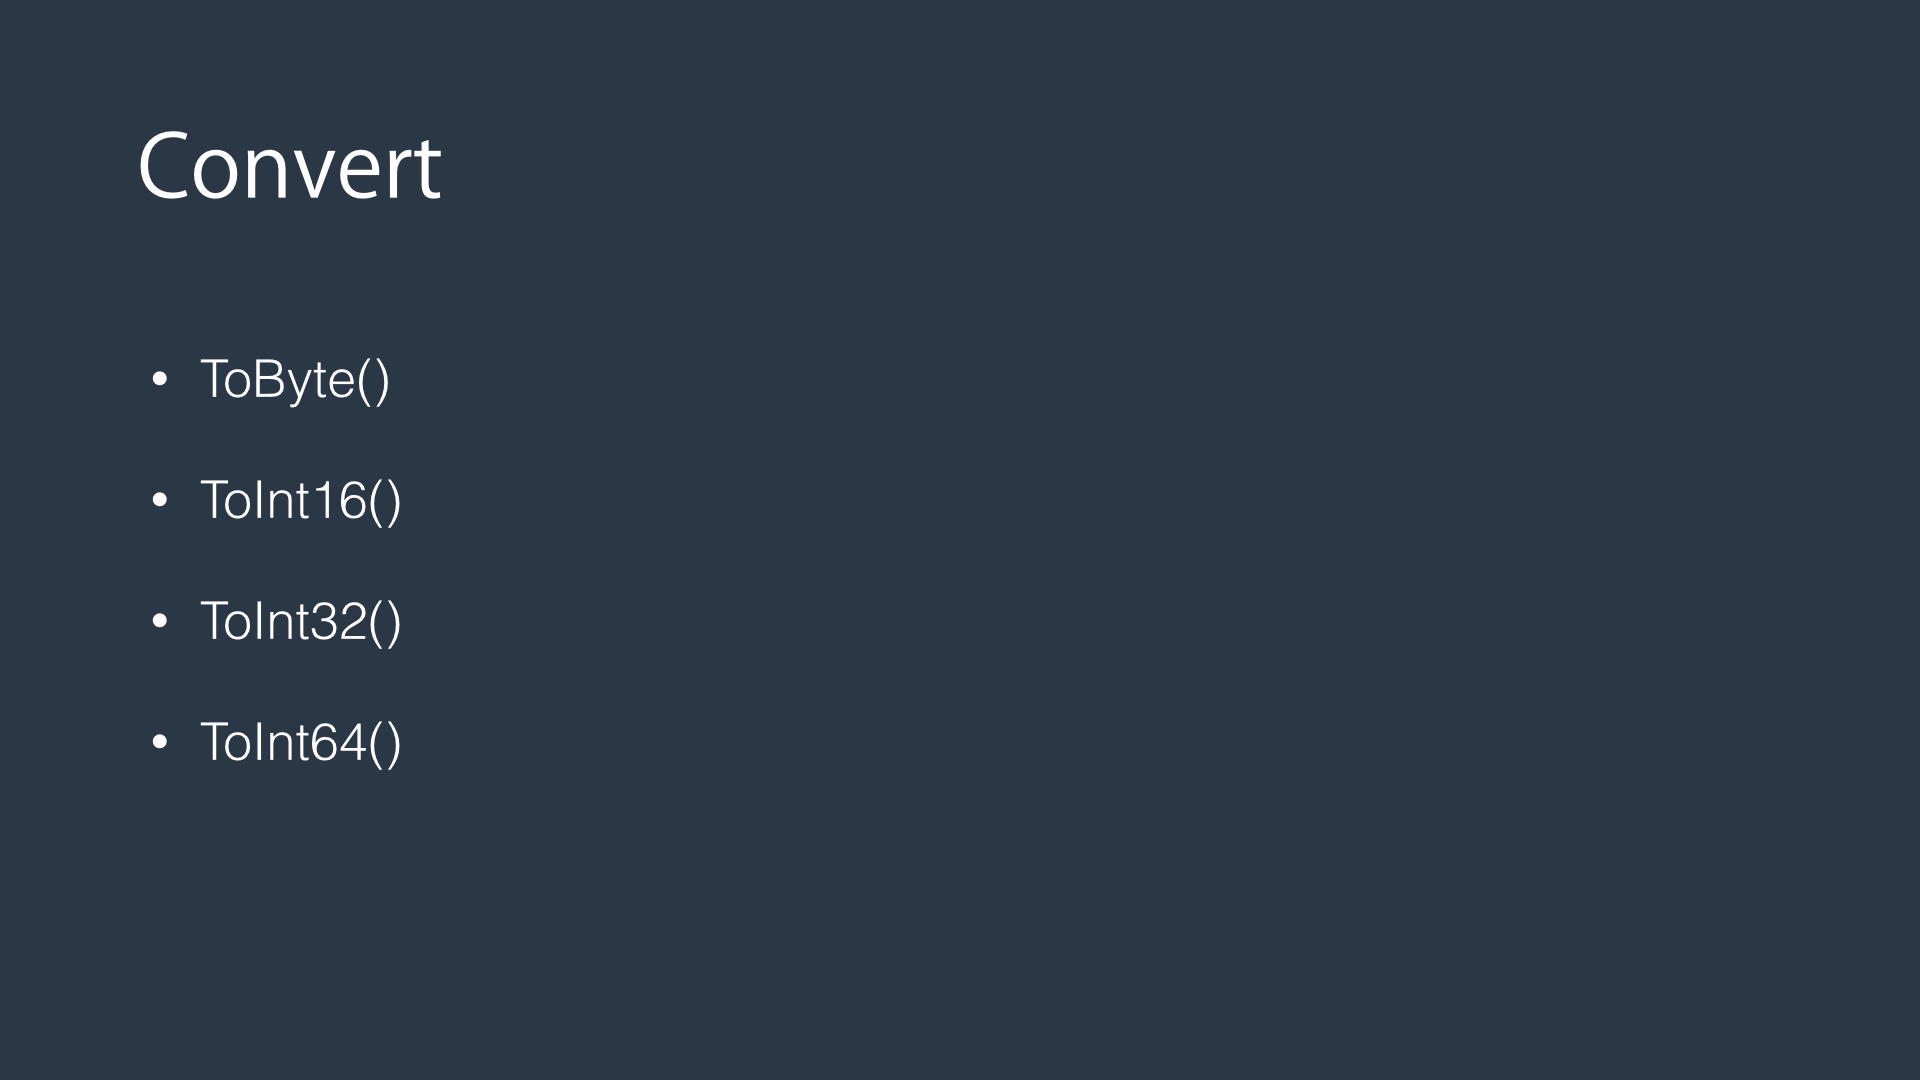 Convert
• ToByte()
• ToInt16()
• ToInt32()
• ToInt64()